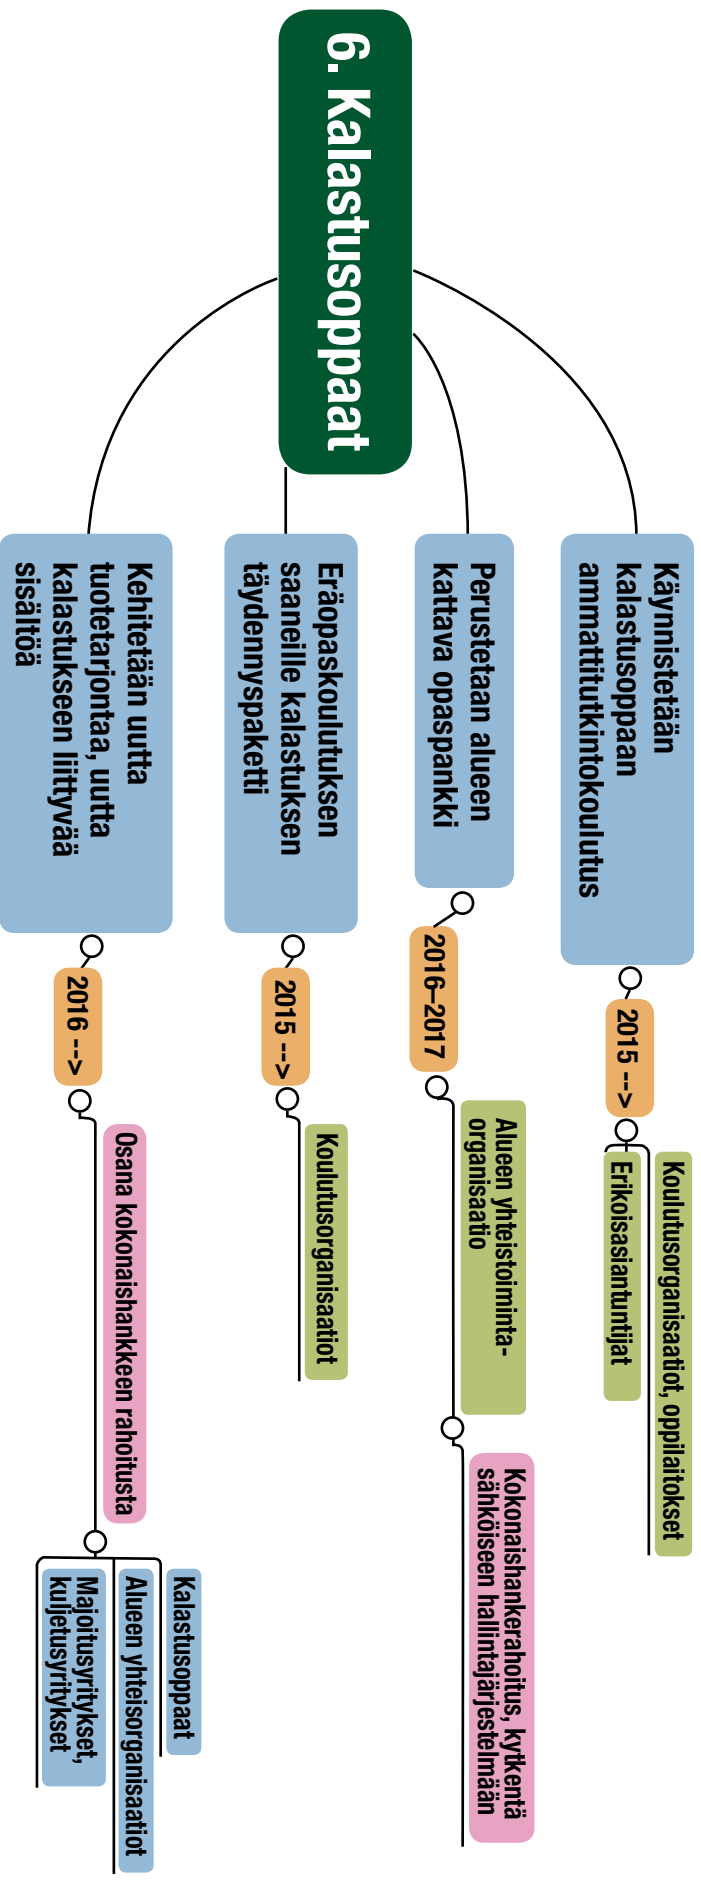 6. Kalastusoppaat
Käynnistetään
kalastusoppaan
ammattitutkintokoulutus
2015 -->
Koulutusorganisaatiot, oppilaitokset
Erikoisasiantuntijat
Perustetaan alueen
kattava opaspankki
2016–2017
Alueen yhteistoiminta-
organisaatio
Kokonaishankerahoitus, kytkentä
sähköiseen hallintajärjestelmään
Eräopaskoulutuksen
saaneille kalastuksen
täydennyspaketti
2015 -->
Koulutusorganisaatiot
Kehitetään uutta
tuotetarjontaa, uutta
kalastukseen liittyvää
sisältöä
2016 -->
Osana kokonaishankkeen rahoitusta
Kalastusoppaat
Alueen yhteisorganisaatiot
Majoitusyritykset,
kuljetusyritykset